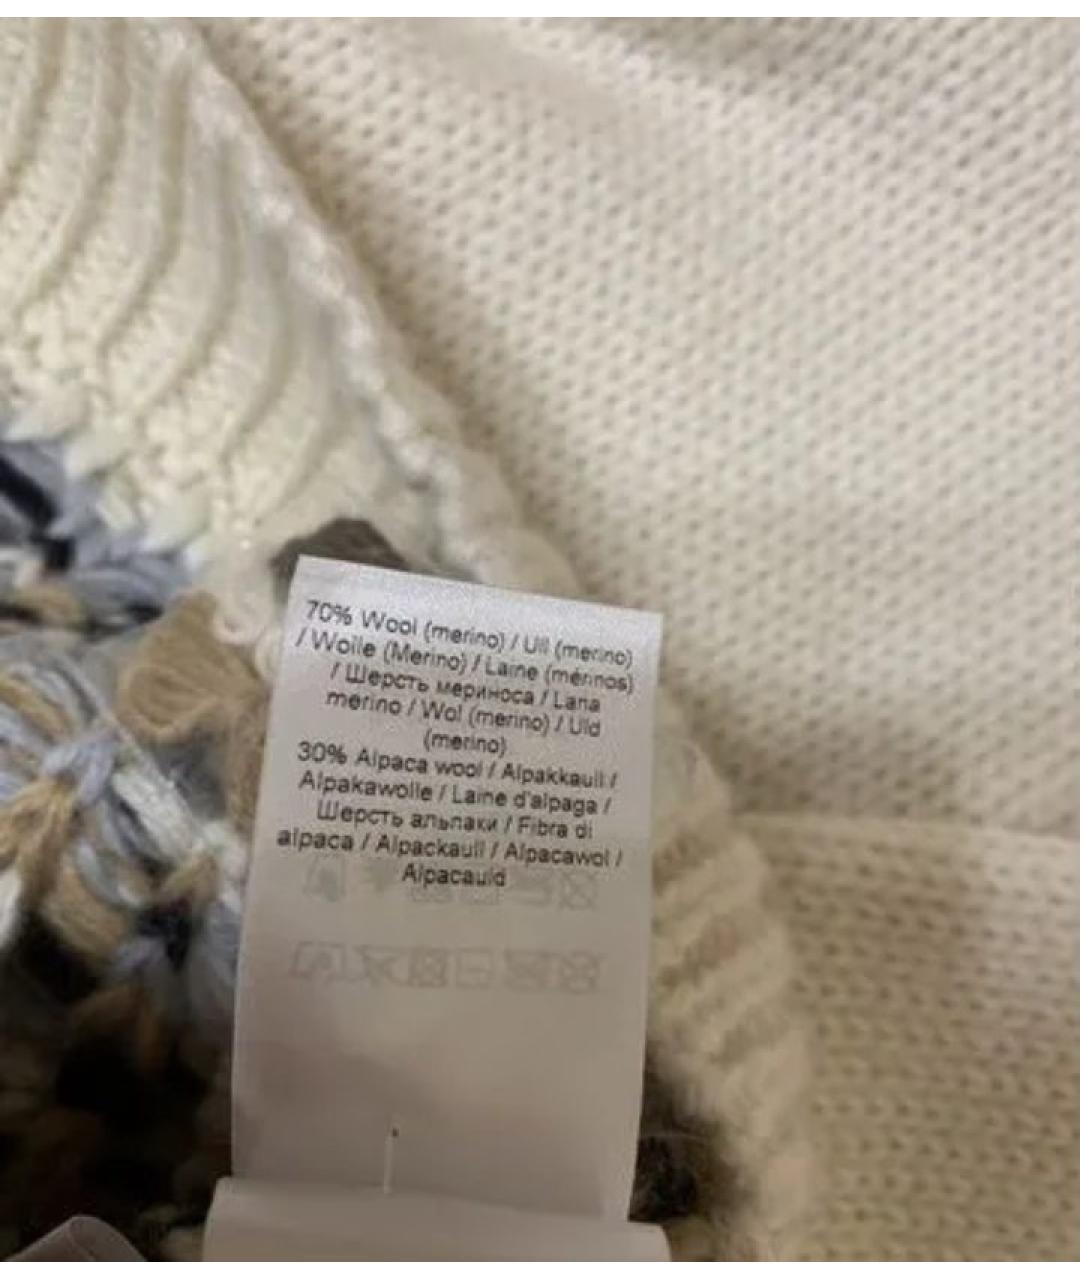 70% Wool (merino) / Ull (merino)
/ Wolle (Merino) / Laine (mérinos)
/ Шерсть мериноса / Lana
merino / Wol (merino) / Uld
(merino)
30% Alpaca wool / Alpakkaull /
Alpakawolle / Laine d'alpaga /
Шерсть альпаки / Fibra di
alpaca / Alpackaull / Alpacawol /
Alpacauld